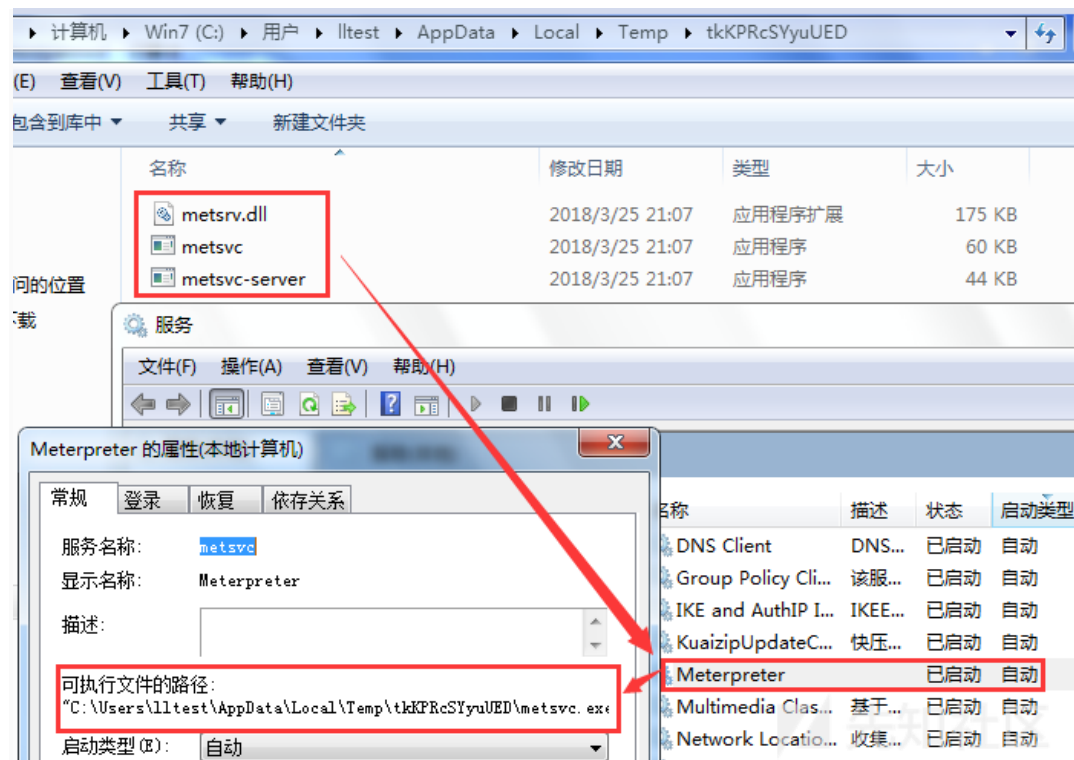 计算机 Win7 (C:) 用户 lltest AppData Local Temp tkKPRcSYyuUED
(E) 查看(V) 工具(T) 帮助(H)
包含到库中 共享 新建文件夹
名称 修改日期 类型 大小
metsrv.dll 2018/3/25 21:07 应用程序扩展 175 KB
metsvc 2018/3/25 21:07 应用程序 60 KB
metsvc-server 2018/3/25 21:07 应用程序 44 KB
问的位置
下载
服务
文件(F) 操作(A) 查看(V) 帮助(H)
Meterpreter 的属性(本地计算机)
常规 登录 恢复 依存关系
服务名称: metsvc
显示名称: Meterpreter
描述:
可执行文件的路径:
"C:\Users\lltest\AppData\Local\Temp\tkKPRcSYyuUED\metsvc.exe
启动类型(E): 自动
名称 描述 状态 启动类型
DNS Client DNS... 已启动 自动
Group Policy Cli... 该服... 已启动 自动
IKE and AuthIP I... IKEE... 已启动 自动
KuaizipUpdateC... 快压... 已启动 自动
Meterpreter 已启动 自动
Multimedia Clas... 基于... 已启动 自动
Network Locatio... 收集... 已启动 自动